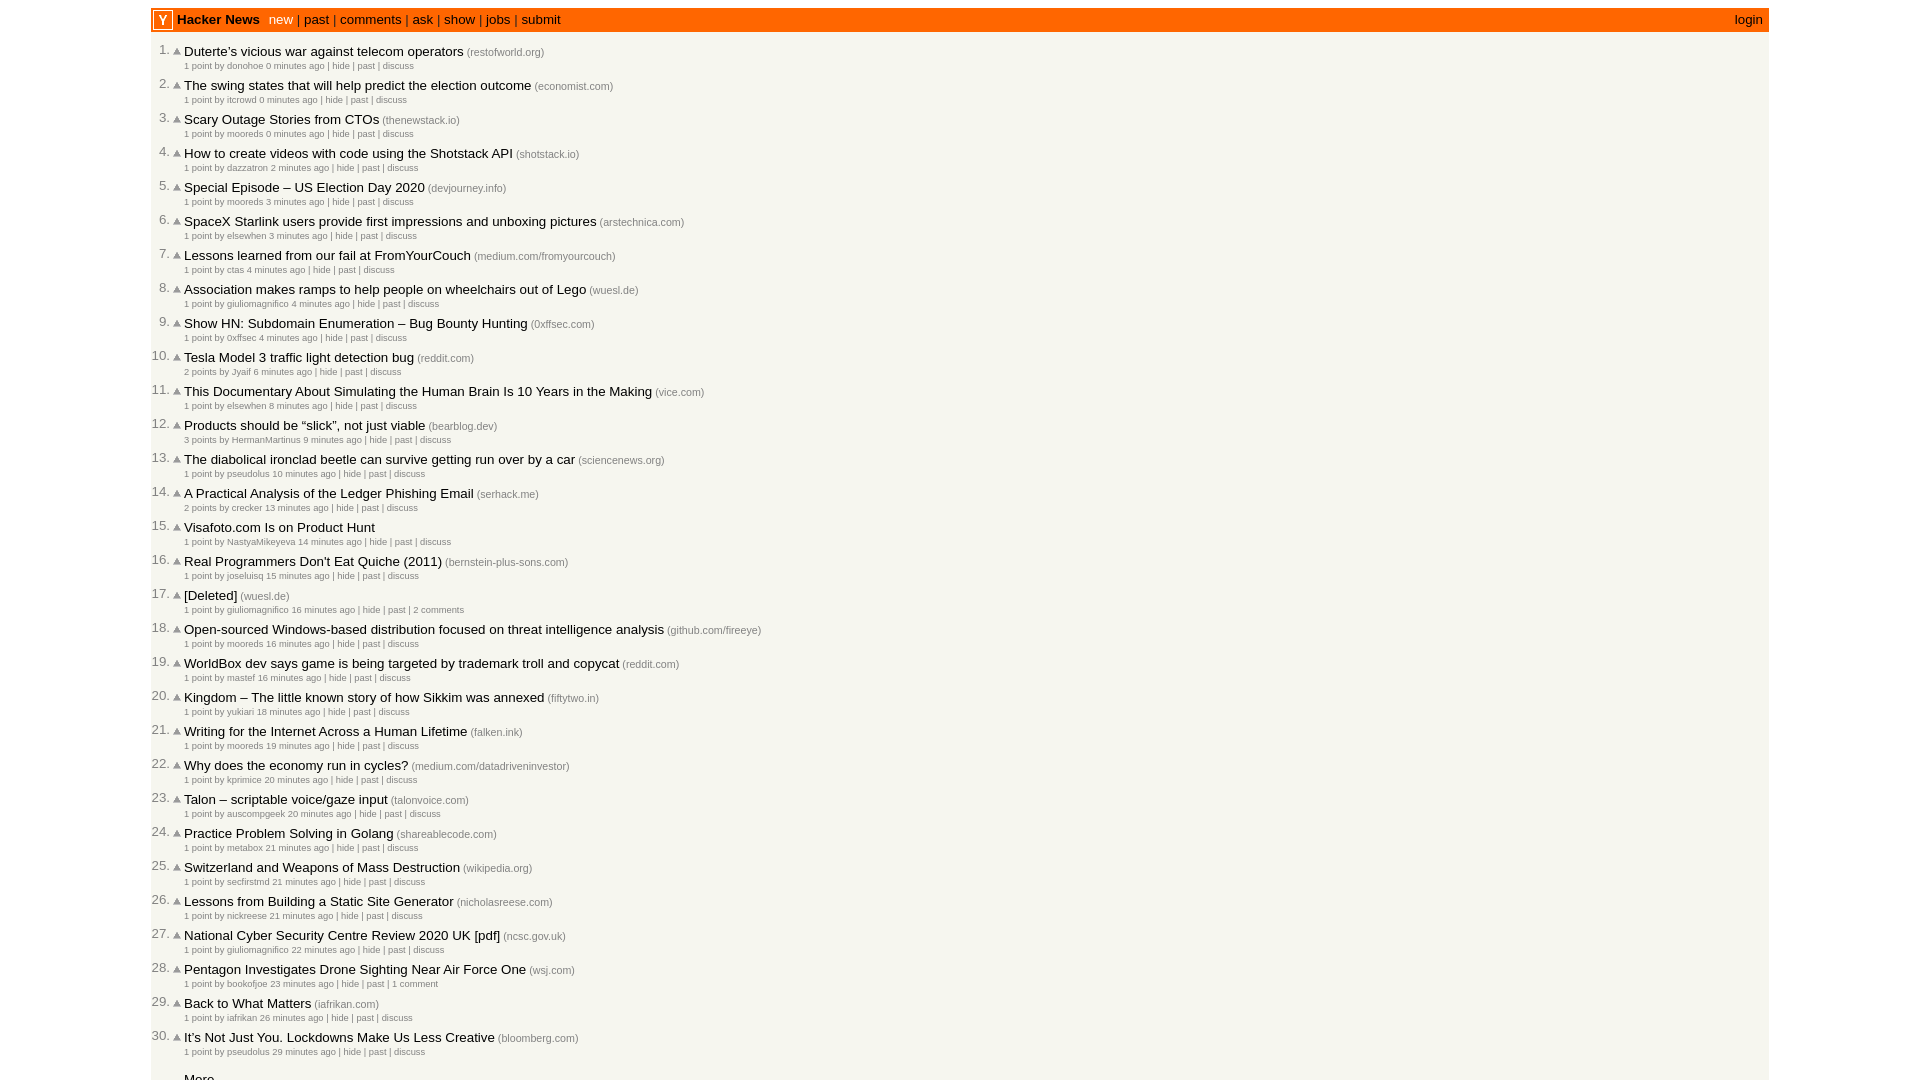 Y Hacker News new | past | comments | ask | show | jobs | submit login
1. Duterte’s vicious war against telecom operators (restofworld.org)
1 point by donohoe 0 minutes ago | hide | past | discuss
2. The swing states that will help predict the election outcome (economist.com)
1 point by itcrowd 0 minutes ago | hide | past | discuss
3. Scary Outage Stories from CTOs (thenewstack.io)
1 point by mooreds 0 minutes ago | hide | past | discuss
4. How to create videos with code using the Shotstack API (shotstack.io)
1 point by dazzatron 2 minutes ago | hide | past | discuss
5. Special Episode – US Election Day 2020 (devjourney.info)
1 point by mooreds 3 minutes ago | hide | past | discuss
6. SpaceX Starlink users provide first impressions and unboxing pictures (arstechnica.com)
1 point by elsewhen 3 minutes ago | hide | past | discuss
7. Lessons learned from our fail at FromYourCouch (medium.com/fromyourcouch)
1 point by ctas 4 minutes ago | hide | past | discuss
8. Association makes ramps to help people on wheelchairs out of Lego (wuesl.de)
1 point by giuliomagnifico 4 minutes ago | hide | past | discuss
9. Show HN: Subdomain Enumeration – Bug Bounty Hunting (0xffsec.com)
1 point by 0xffsec 4 minutes ago | hide | past | discuss
10. Tesla Model 3 traffic light detection bug (reddit.com)
2 points by Jyaif 6 minutes ago | hide | past | discuss
11. This Documentary About Simulating the Human Brain Is 10 Years in the Making (vice.com)
1 point by elsewhen 8 minutes ago | hide | past | discuss
12. Products should be “slick”, not just viable (bearblog.dev)
3 points by HermanMartinus 9 minutes ago | hide | past | discuss
13. The diabolical ironclad beetle can survive getting run over by a car (sciencenews.org)
1 point by pseudolus 10 minutes ago | hide | past | discuss
14. A Practical Analysis of the Ledger Phishing Email (serhack.me)
2 points by crecker 13 minutes ago | hide | past | discuss
15. Visafoto.com Is on Product Hunt
1 point by NastyaMikeyeva 14 minutes ago | hide | past | discuss
16. Real Programmers Don't Eat Quiche (2011) (bernstein-plus-sons.com)
1 point by joseluisq 15 minutes ago | hide | past | discuss
17. [Deleted] (wuesl.de)
1 point by giuliomagnifico 16 minutes ago | hide | past | 2 comments
18. Open-sourced Windows-based distribution focused on threat intelligence analysis (github.com/fireeye)
1 point by mooreds 16 minutes ago | hide | past | discuss
19. WorldBox dev says game is being targeted by trademark troll and copycat (reddit.com)
1 point by mastef 16 minutes ago | hide | past | discuss
20. Kingdom – The little known story of how Sikkim was annexed (fiftytwo.in)
1 point by yukiari 18 minutes ago | hide | past | discuss
21. Writing for the Internet Across a Human Lifetime (falken.ink)
1 point by mooreds 19 minutes ago | hide | past | discuss
22. Why does the economy run in cycles? (medium.com/datadriveninvestor)
1 point by kprimice 20 minutes ago | hide | past | discuss
23. Talon – scriptable voice/gaze input (talonvoice.com)
1 point by auscompgeek 20 minutes ago | hide | past | discuss
24. Practice Problem Solving in Golang (shareablecode.com)
1 point by metabox 21 minutes ago | hide | past | discuss
25. Switzerland and Weapons of Mass Destruction (wikipedia.org)
1 point by secfirstmd 21 minutes ago | hide | past | discuss
26. Lessons from Building a Static Site Generator (nicholasreese.com)
1 point by nickreese 21 minutes ago | hide | past | discuss
27. National Cyber Security Centre Review 2020 UK [pdf] (ncsc.gov.uk)
1 point by giuliomagnifico 22 minutes ago | hide | past | discuss
28. Pentagon Investigates Drone Sighting Near Air Force One (wsj.com)
1 point by bookofjoe 23 minutes ago | hide | past | 1 comment
29. Back to What Matters (iafrikan.com)
1 point by iafrikan 26 minutes ago | hide | past | discuss
30. It’s Not Just You. Lockdowns Make Us Less Creative (bloomberg.com)
1 point by pseudolus 29 minutes ago | hide | past | discuss
More